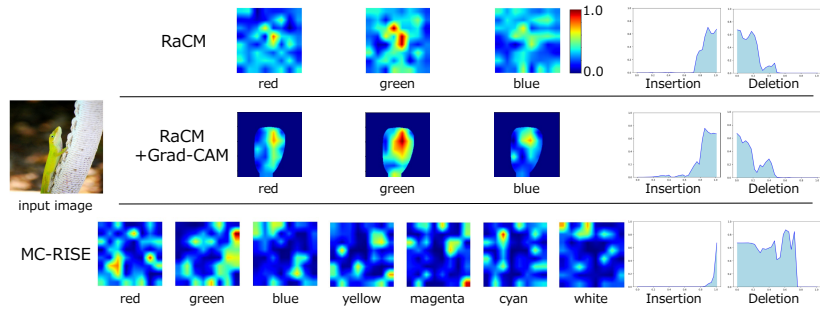 RaCM
red
green
blue
1.0
0.0
Insertion
Deletion
input image
RaCM
+Grad-CAM
red
green
blue
Insertion
Deletion
MC-RISE
red
green
blue
yellow
magenta
cyan
white
Insertion
Deletion